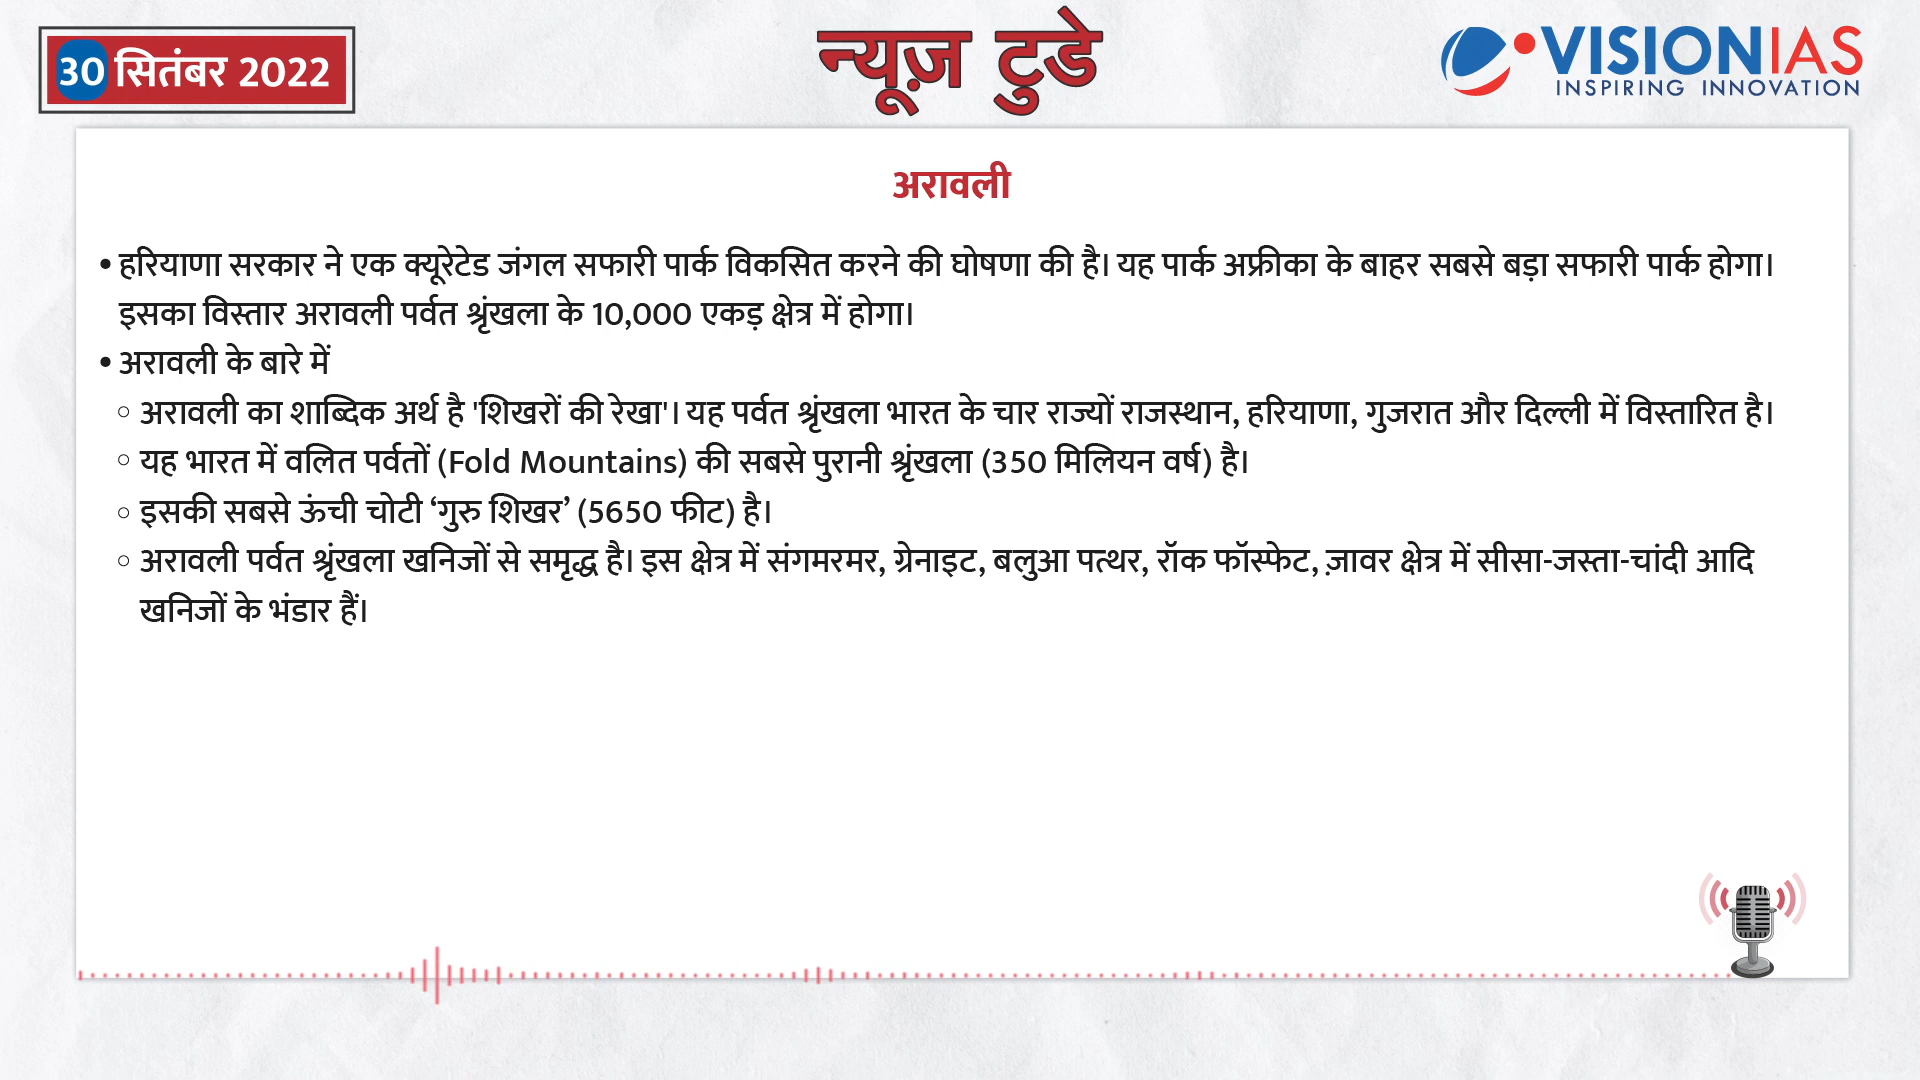 30 सितंबर 2022
न्यूज़ टुडे
VISIONIAS
INSPIRING INNOVATION
अरावली
• हरियाणा सरकार ने एक क्यूरेटेड जंगल सफारी पार्क विकसित करने की घोषणा की है। यह पार्क अफ्रीका के बाहर सबसे बड़ा सफारी पार्क होगा।
इसका विस्तार अरावली पर्वत श्रृंखला के 10,000 एकड़ क्षेत्र में होगा।
• अरावली के बारे में
○ अरावली का शाब्दिक अर्थ है 'शिखरों की रेखा'। यह पर्वत श्रृंखला भारत के चार राज्यों राजस्थान, हरियाणा, गुजरात और दिल्ली में विस्तारित है।
○ यह भारत में वलित पर्वतों (Fold Mountains) की सबसे पुरानी श्रृंखला (350 मिलियन वर्ष) है।
○ इसकी सबसे ऊंची चोटी ‘गुरु शिखर’ (5650 फीट) है।
○ अरावली पर्वत श्रृंखला खनिजों से समृद्ध है। इस क्षेत्र में संगमरमर, ग्रेनाइट, बलुआ पत्थर, रॉक फॉस्फेट, ज़ावर क्षेत्र में सीसा-जस्ता-चांदी आदि
खनिजों के भंडार हैं।